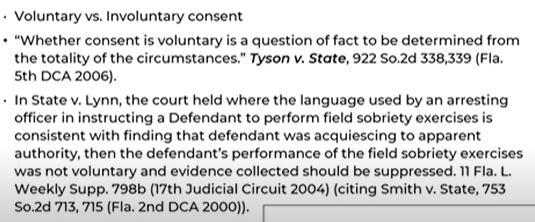 · Voluntary vs. Involuntary consent
• “Whether consent is voluntary is a question of fact to be determined from
the totality of the circumstances.” Tyson v. State, 922 So.2d 338,339 (Fla.
5th DCA 2006).
· In State v. Lynn, the court held where the language used by an arresting
officer in instructing a Defendant to perform field sobriety exercises is
consistent with finding that defendant was acquiescing to apparent
authority, then the defendant’s performance of the field sobriety exercises
was not voluntary and evidence collected should be suppressed. 11 Fla. L.
Weekly Supp. 798b (17th Judicial Circuit 2004) (citing Smith v. State, 753
So.2d 713, 715 (Fla. 2nd DCA 2000)).